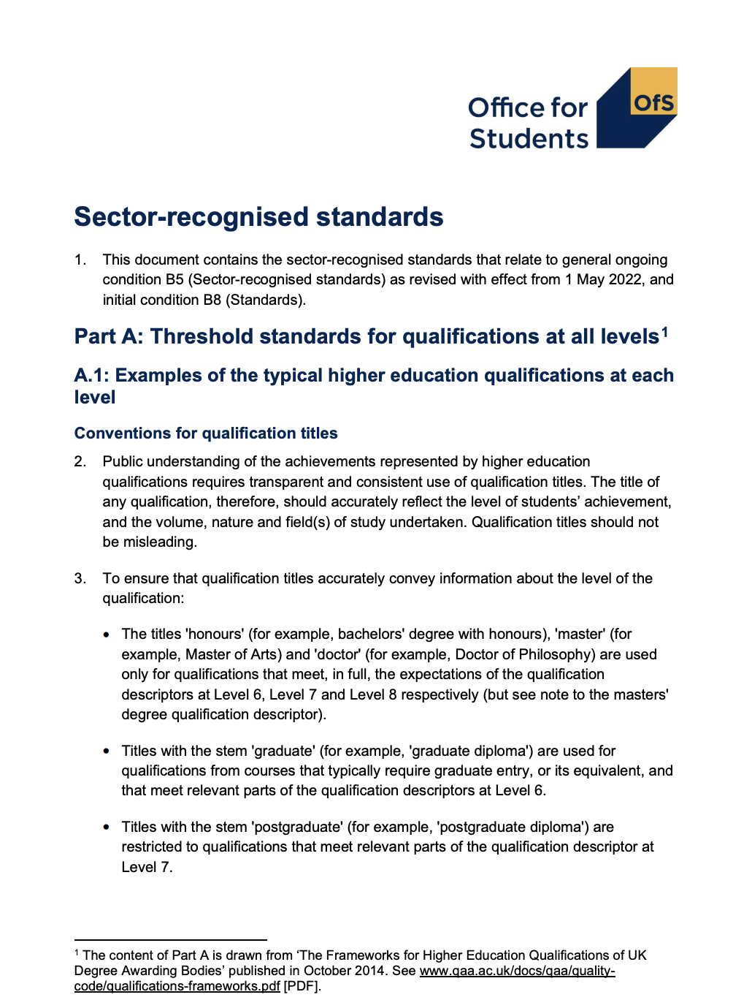 Office for
Students
OfS
Sector-recognised standards
1. This document contains the sector-recognised standards that relate to general ongoing
condition B5 (Sector-recognised standards) as revised with effect from 1 May 2022, and
initial condition B8 (Standards).
Part A: Threshold standards for qualifications at all levels¹
A.1: Examples of the typical higher education qualifications at each
level
Conventions for qualification titles
2. Public understanding of the achievements represented by higher education
qualifications requires transparent and consistent use of qualification titles. The title of
any qualification, therefore, should accurately reflect the level of students’ achievement,
and the volume, nature and field(s) of study undertaken. Qualification titles should not
be misleading.
3. To ensure that qualification titles accurately convey information about the level of the
qualification:
• The titles 'honours' (for example, bachelors' degree with honours), 'master' (for
example, Master of Arts) and 'doctor' (for example, Doctor of Philosophy) are used
only for qualifications that meet, in full, the expectations of the qualification
descriptors at Level 6, Level 7 and Level 8 respectively (but see note to the masters'
degree qualification descriptor).
• Titles with the stem 'graduate' (for example, 'graduate diploma') are used for
qualifications from courses that typically require graduate entry, or its equivalent, and
that meet relevant parts of the qualification descriptors at Level 6.
• Titles with the stem 'postgraduate' (for example, 'postgraduate diploma') are
restricted to qualifications that meet relevant parts of the qualification descriptor at
Level 7.
¹ The content of Part A is drawn from ‘The Frameworks for Higher Education Qualifications of UK
Degree Awarding Bodies’ published in October 2014. See www.qaa.ac.uk/docs/qaa/quality-
code/qualifications-frameworks.pdf [PDF].